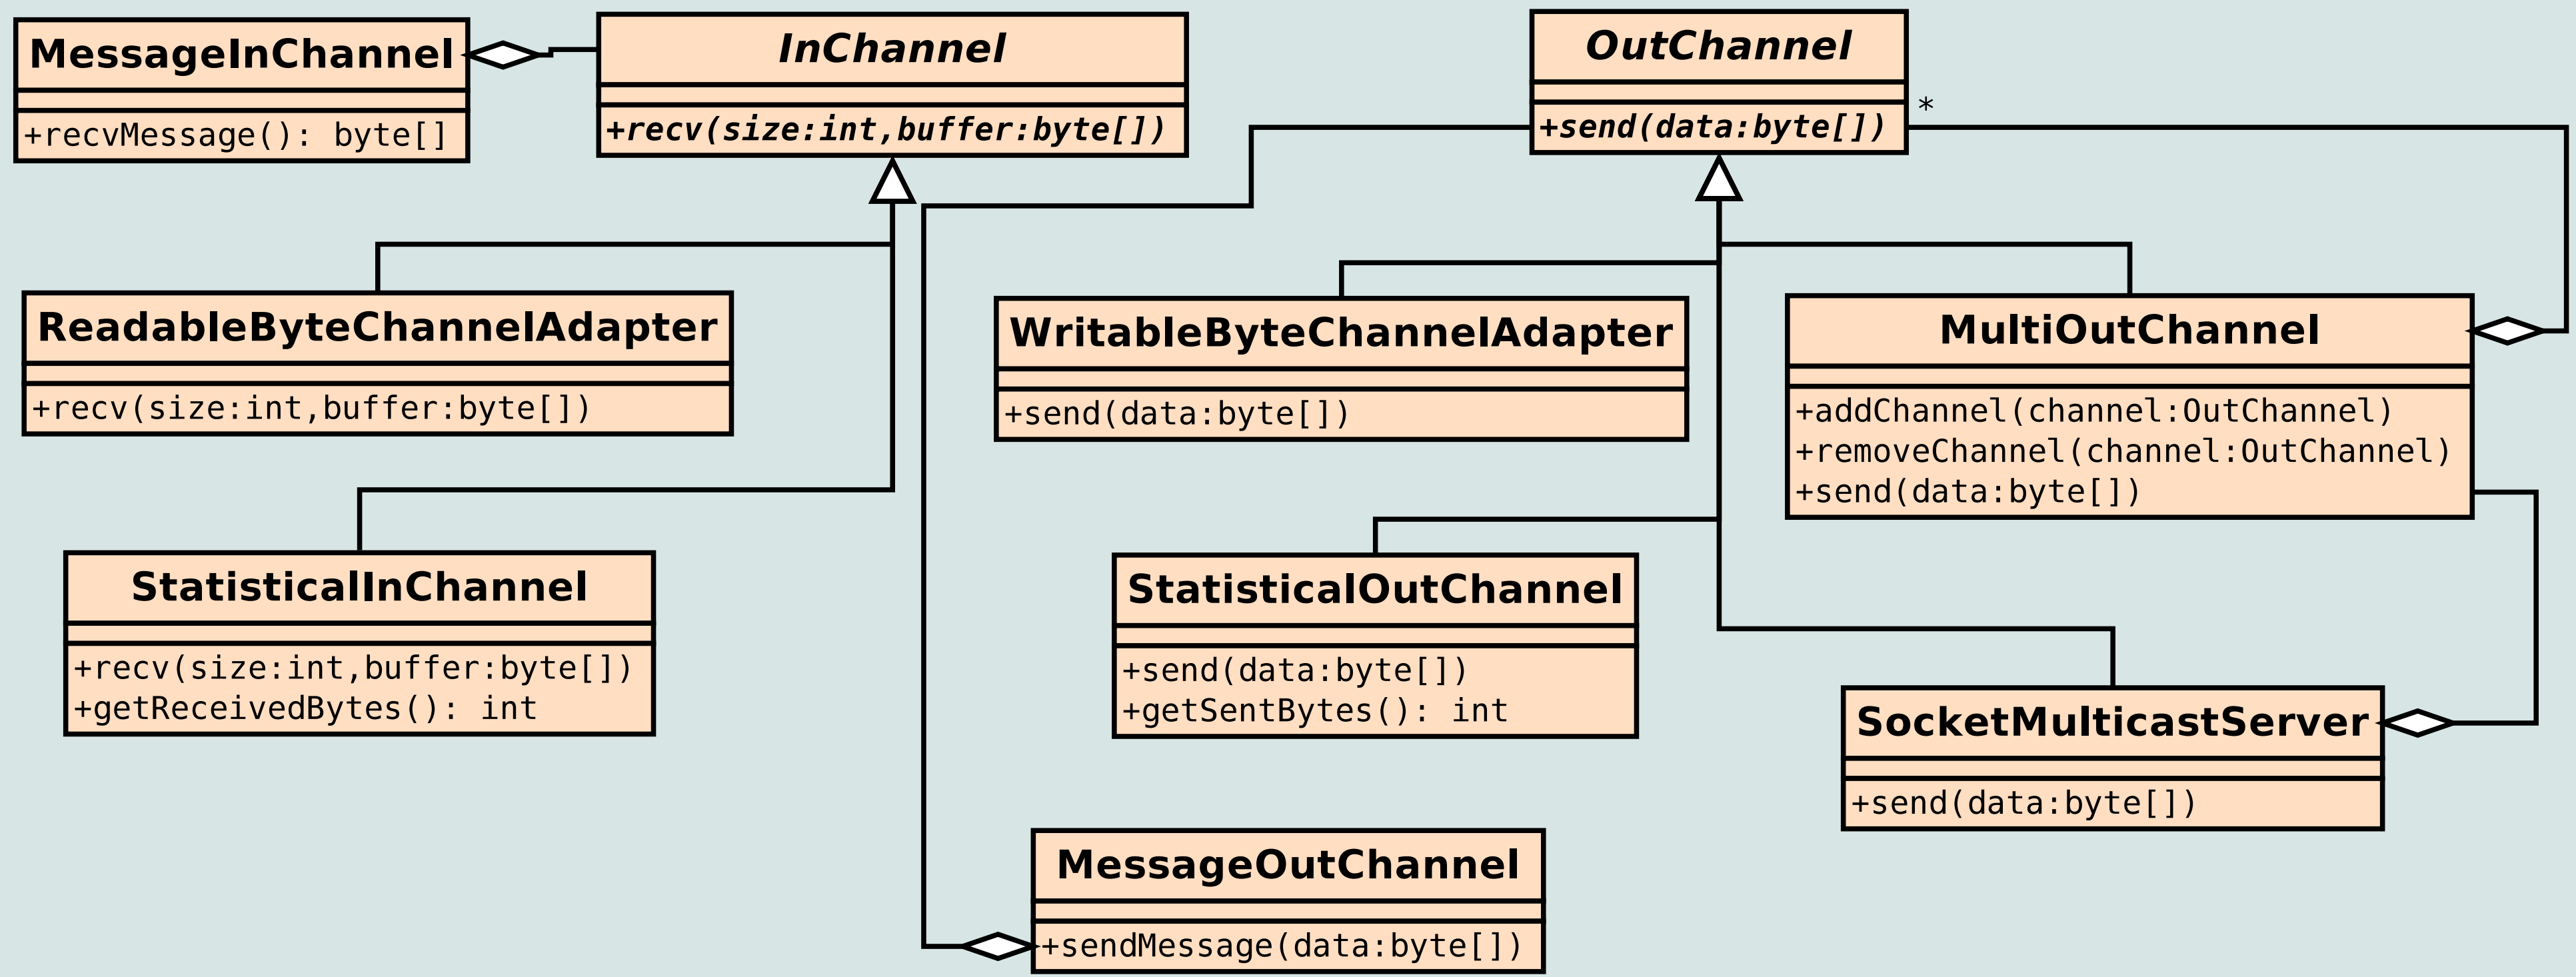 MessageInChannel
+recvMessage(): byte[]
InChannel
+recv(size:int,buffer:byte[])
OutChannel
+send(data:byte[])
*
ReadableByteChannelAdapter
+recv(size:int,buffer:byte[])
WritableByteChannelAdapter
+send(data:byte[])
MultiOutChannel
+addChannel(channel:OutChannel)
+removeChannel(channel:OutChannel)
+send(data:byte[])
StatisticalInChannel
+recv(size:int,buffer:byte[])
+getReceivedBytes(): int
StatisticalOutChannel
+send(data:byte[])
+getSentBytes(): int
SocketMulticastServer
+send(data:byte[])
MessageOutChannel
+sendMessage(data:byte[])